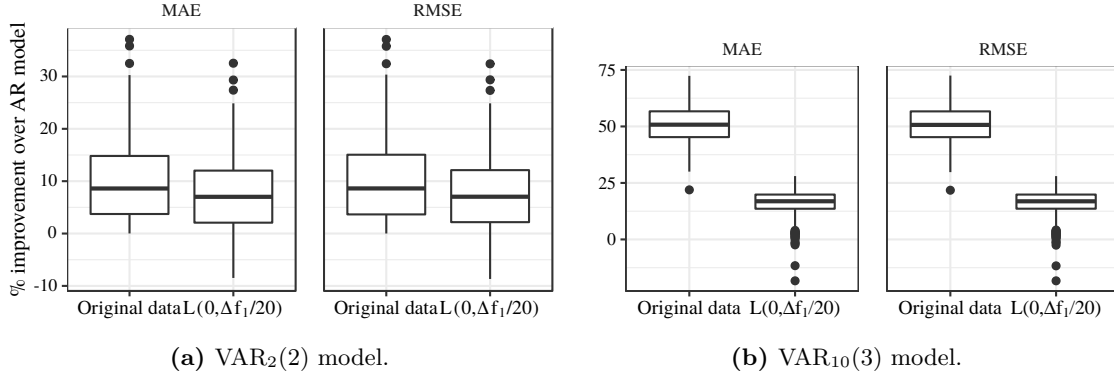 MAE RMSE
% improvement over AR model
30
20
10
0
-10
Original data L(0,Δf₁/20) Original data L(0,Δf₁/20)
(a) VAR₂(2) model.
MAE RMSE
75
50
25
0
Original data L(0,Δf₁/20) Original data L(0,Δf₁/20)
(b) VAR₁₀(3) model.